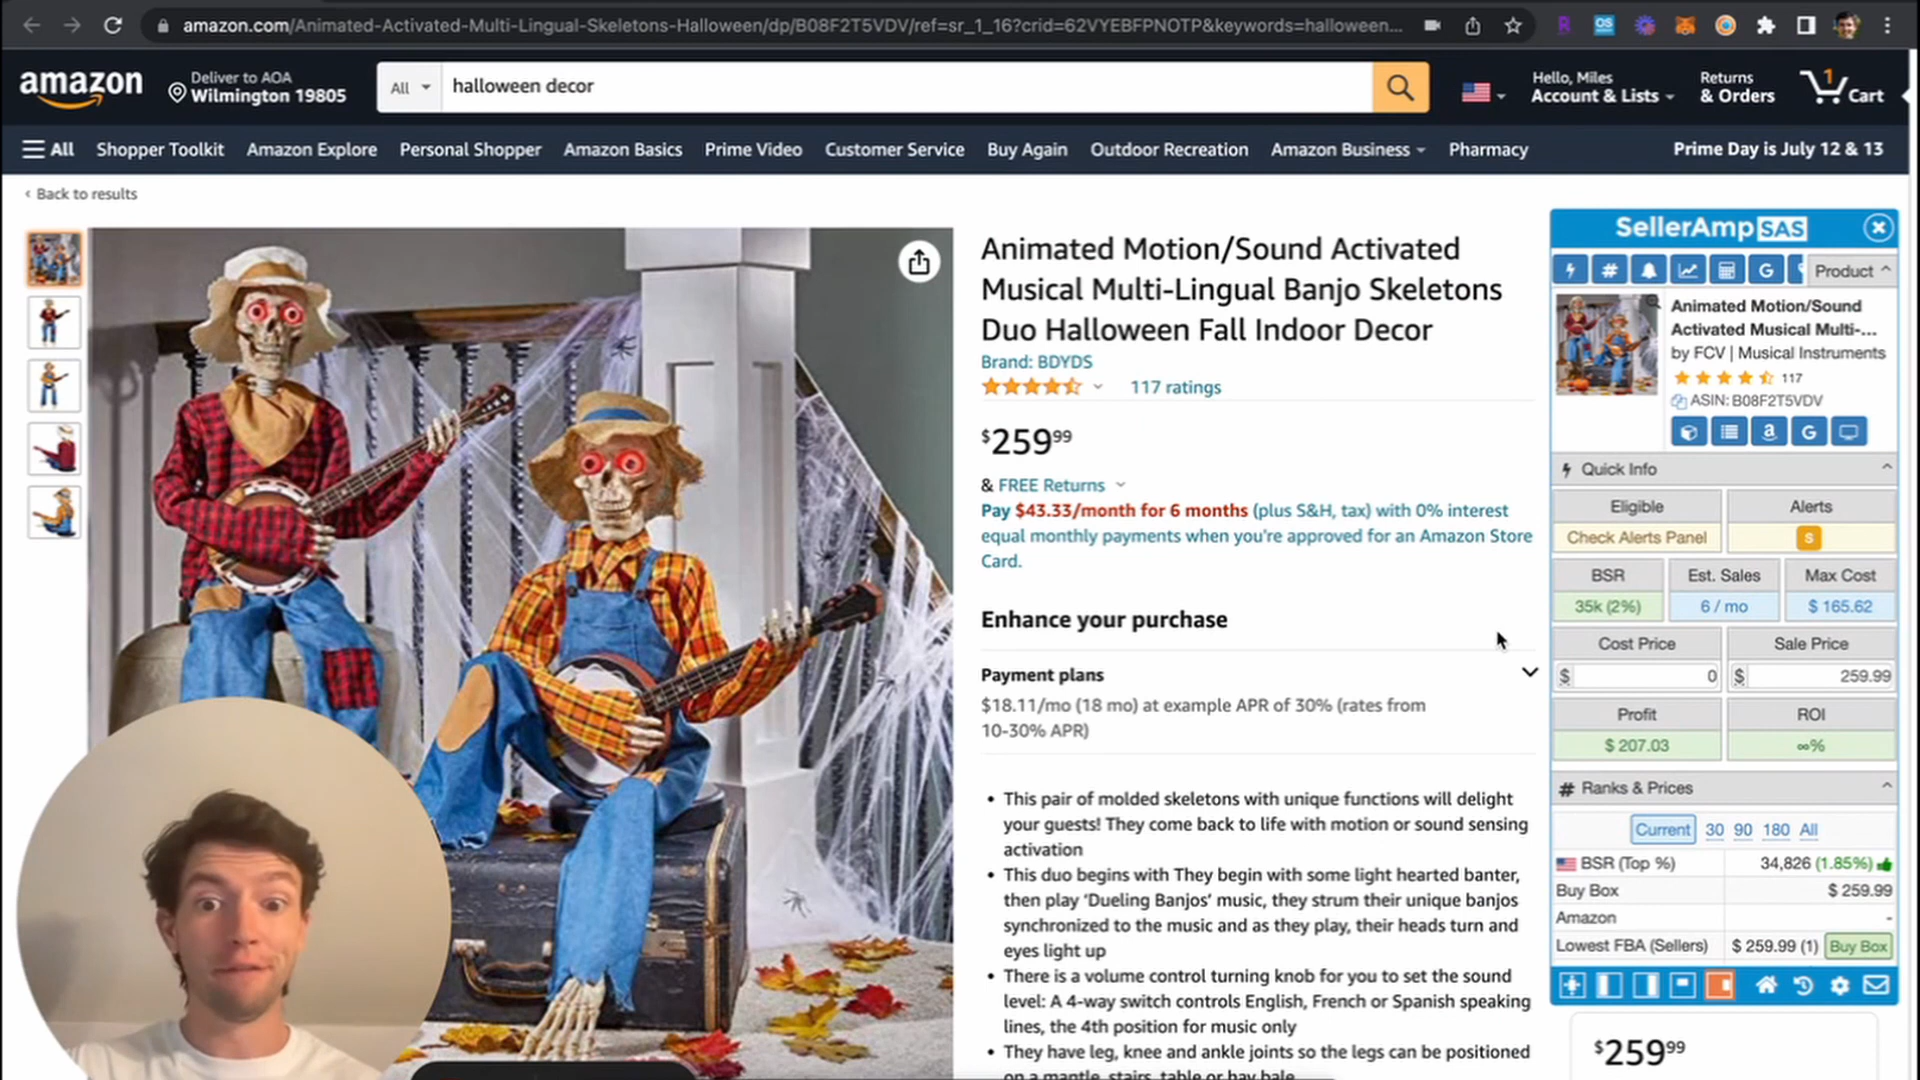 amazon.com/Animated-Activated-Multi-Lingual-Skeletons-Halloween/dp/B08F2T5VDV/ref=sr_1_16?crid=62VYEBFPNOTP&keywords=halloween...
amazon
Deliver to AOA
Wilmington 19805
All
halloween decor
Hello, Miles
Account & Lists
Returns
& Orders
1
Cart
All
Shopper Toolkit
Amazon Explore
Personal Shopper
Amazon Basics
Prime Video
Customer Service
Buy Again
Outdoor Recreation
Amazon Business
Pharmacy
Prime Day is July 12 & 13
‹ Back to results
Animated Motion/Sound Activated
Musical Multi-Lingual Banjo Skeletons
Duo Halloween Fall Indoor Decor
Brand: BDYDS
117 ratings
$259.99
& FREE Returns
Pay $43.33/month for 6 months (plus S&H, tax) with 0% interest
equal monthly payments when you're approved for an Amazon Store
Card.
Enhance your purchase
Payment plans
$18.11/mo (18 mo) at example APR of 30% (rates from
10-30% APR)
• This pair of molded skeletons with unique functions will delight
your guests! They come back to life with motion or sound sensing
activation
• This duo begins with They begin with some light hearted banter,
then play ‘Dueling Banjos’ music, they strum their unique banjos
synchronized to the music and as they play, their heads turn and
eyes light up
• There is a volume control turning knob for you to set the sound
level: A 4-way switch controls English, French or Spanish speaking
lines, the 4th position for music only
• They have leg, knee and ankle joints so the legs can be positioned
on a mantle, stairs, table or hay bale
SellerAmp SAS
# G Product
Animated Motion/Sound
Activated Musical Multi-...
by FCV | Musical Instruments
117
ASIN: B08F2T5VDV
a G
Quick Info
Eligible
Alerts
Check Alerts Panel
S
BSR
Est. Sales
Max Cost
35k (2%)
6 / mo
$ 165.62
Cost Price
Sale Price
$ 0
$ 259.99
Profit
ROI
$ 207.03
∞%
# Ranks & Prices
Current 30 90 180 All
BSR (Top %) 34,826 (1.85%)
Buy Box $ 259.99
Amazon -
Lowest FBA (Sellers) $ 259.99 (1) Buy Box
$259.99